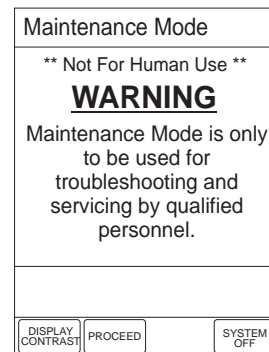 Maintenance Mode
** Not For Human Use **
WARNING
Maintenance Mode is only
to be used for
troubleshooting and
servicing by qualified
personnel.
DISPLAY
CONTRAST
PROCEED
SYSTEM
OFF